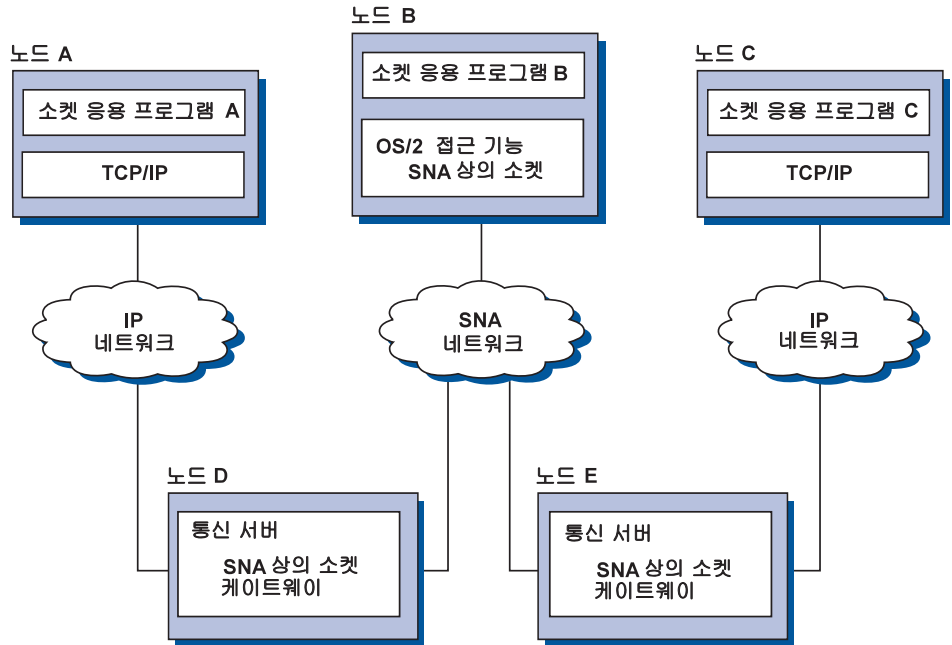 노드 A
소켓 응용 프로그램 A
TCP/IP
노드 B
소켓 응용 프로그램 B
OS/2 접근 기능
SNA 상의 소켓
노드 C
소켓 응용 프로그램 C
TCP/IP
IP
네트워크
SNA
네트워크
IP
네트워크
노드 D
통신 서버
SNA 상의 소켓
케이트웨이
노드 E
통신 서버
SNA 상의 소켓
케이트웨이